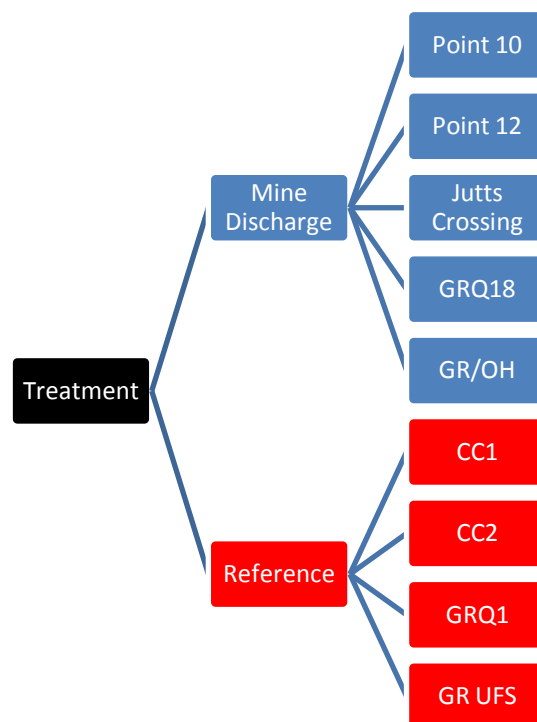 Point 10
Point 12
Mine
Discharge
Jutts
Crossing
GRQ18
GR/OH
Treatment
CC1
CC2
Reference
GRQ1
GR UFS